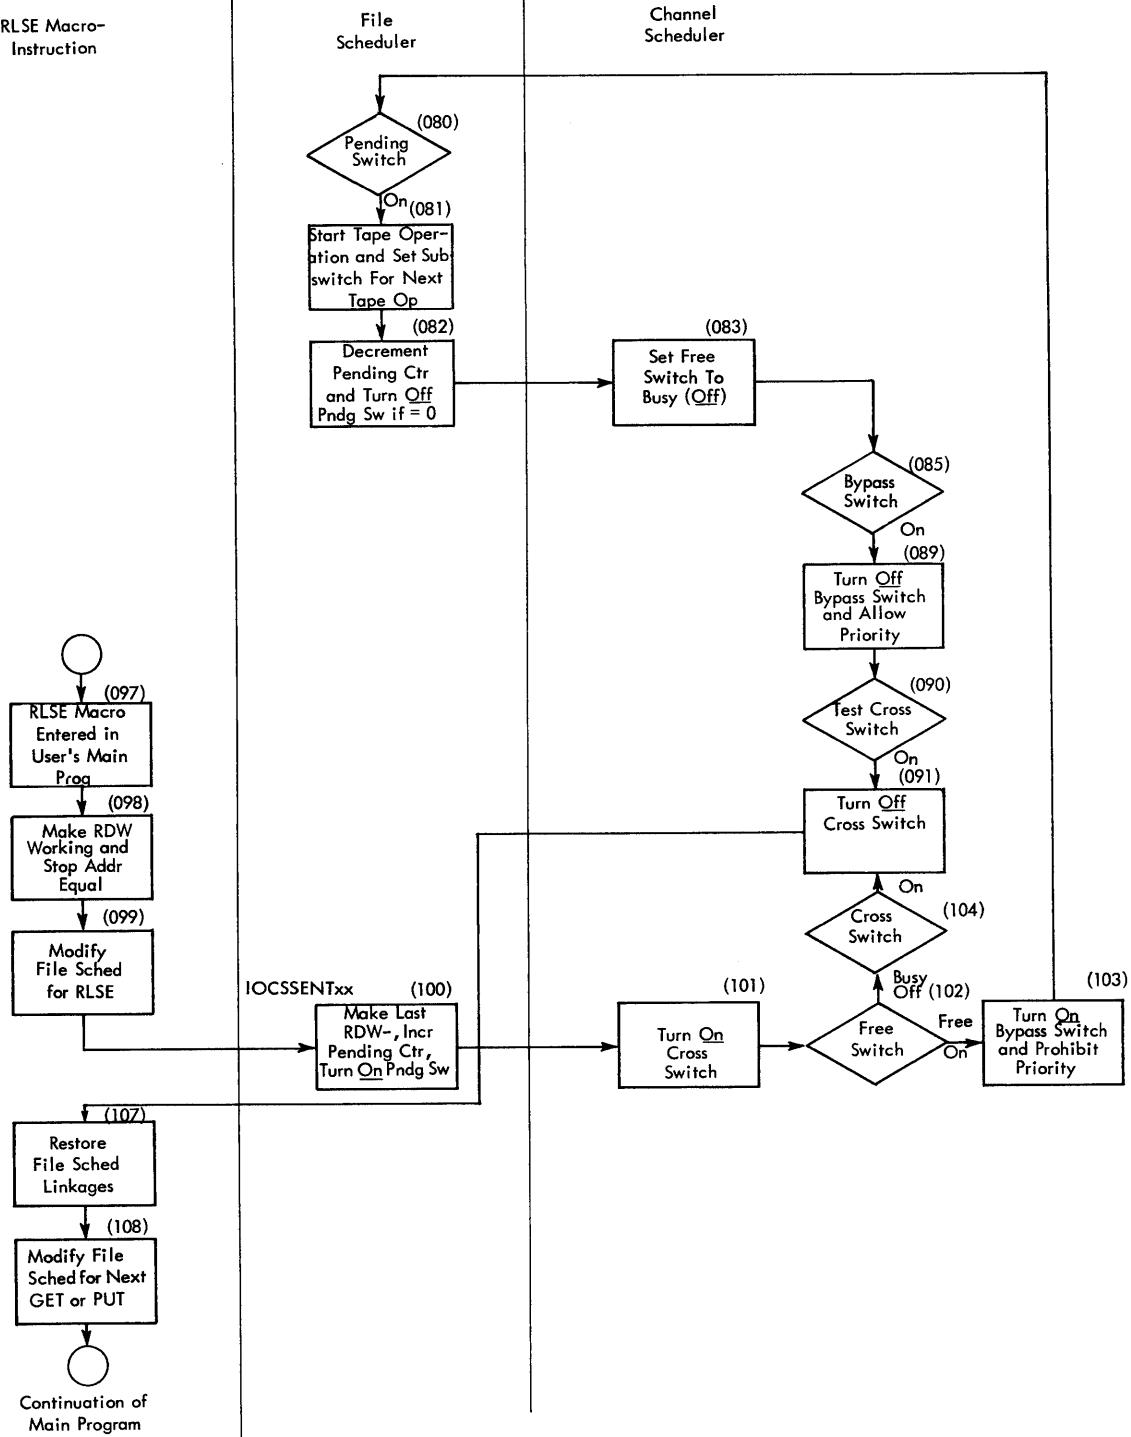 RLSE Macro-
Instruction
File
Scheduler
Channel
Scheduler
(080)
Pending
Switch
On
(081)
Start Tape Oper-
ation and Set Sub
switch For Next
Tape Op
(082)
Decrement
Pending Ctr
and Turn Off
Pndg Sw if = 0
(083)
Set Free
Switch To
Busy (Off)
(085)
Bypass
Switch
On
(089)
Turn Off
Bypass Switch
and Allow
Priority
(090)
Test Cross
Switch
On
(091)
Turn Off
Cross Switch
(097)
RLSE Macro
Entered in
User's Main
Prog
(098)
Make RDW
Working and
Stop Addr
Equal
(099)
Modify
File Sched
for RLSE
IOCSSENTxx
(100)
Make Last
RDW-, Incr
Pending Ctr,
Turn On Pndg Sw
(101)
Turn On
Cross
Switch
On
Cross
Switch
(104)
Busy
Off (102)
Free
Switch
Free
On
(103)
Turn On
Bypass Switch
and Prohibit
Priority
(107)
Restore
File Sched
Linkages
(108)
Modify File
Sched for Next
GET or PUT
Continuation of
Main Program